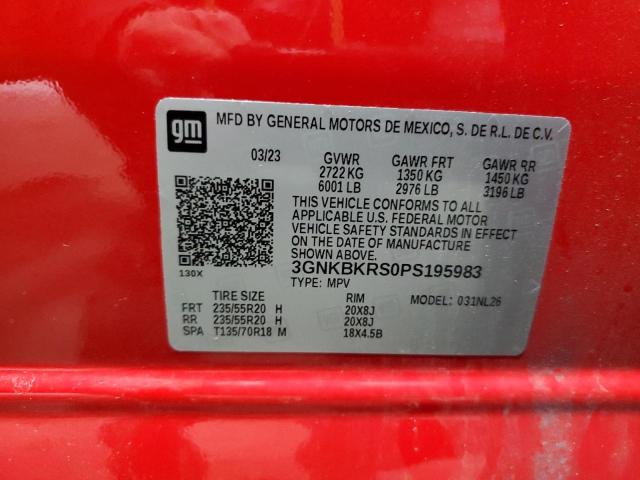 gm
MFD BY GENERAL MOTORS DE MEXICO, S. DE R.L. DE C.V.
03/23 GVWR GAWR FRT GAWR RR
2722 KG 1350 KG 1450 KG
6001 LB 2976 LB 3196 LB
THIS VEHICLE CONFORMS TO ALL
APPLICABLE U.S. FEDERAL MOTOR
VEHICLE SAFETY STANDARDS IN EFFECT
ON THE DATE OF MANUFACTURE
SHOWN ABOVE.
3GNKBKRS0PS195983
130X
TYPE: MPV
TIRE SIZE RIM MODEL: 031NL26
FRT 235/55R20 H 20X8J
RR 235/55R20 H 20X8J
SPA T135/70R18 M 18X4.5B